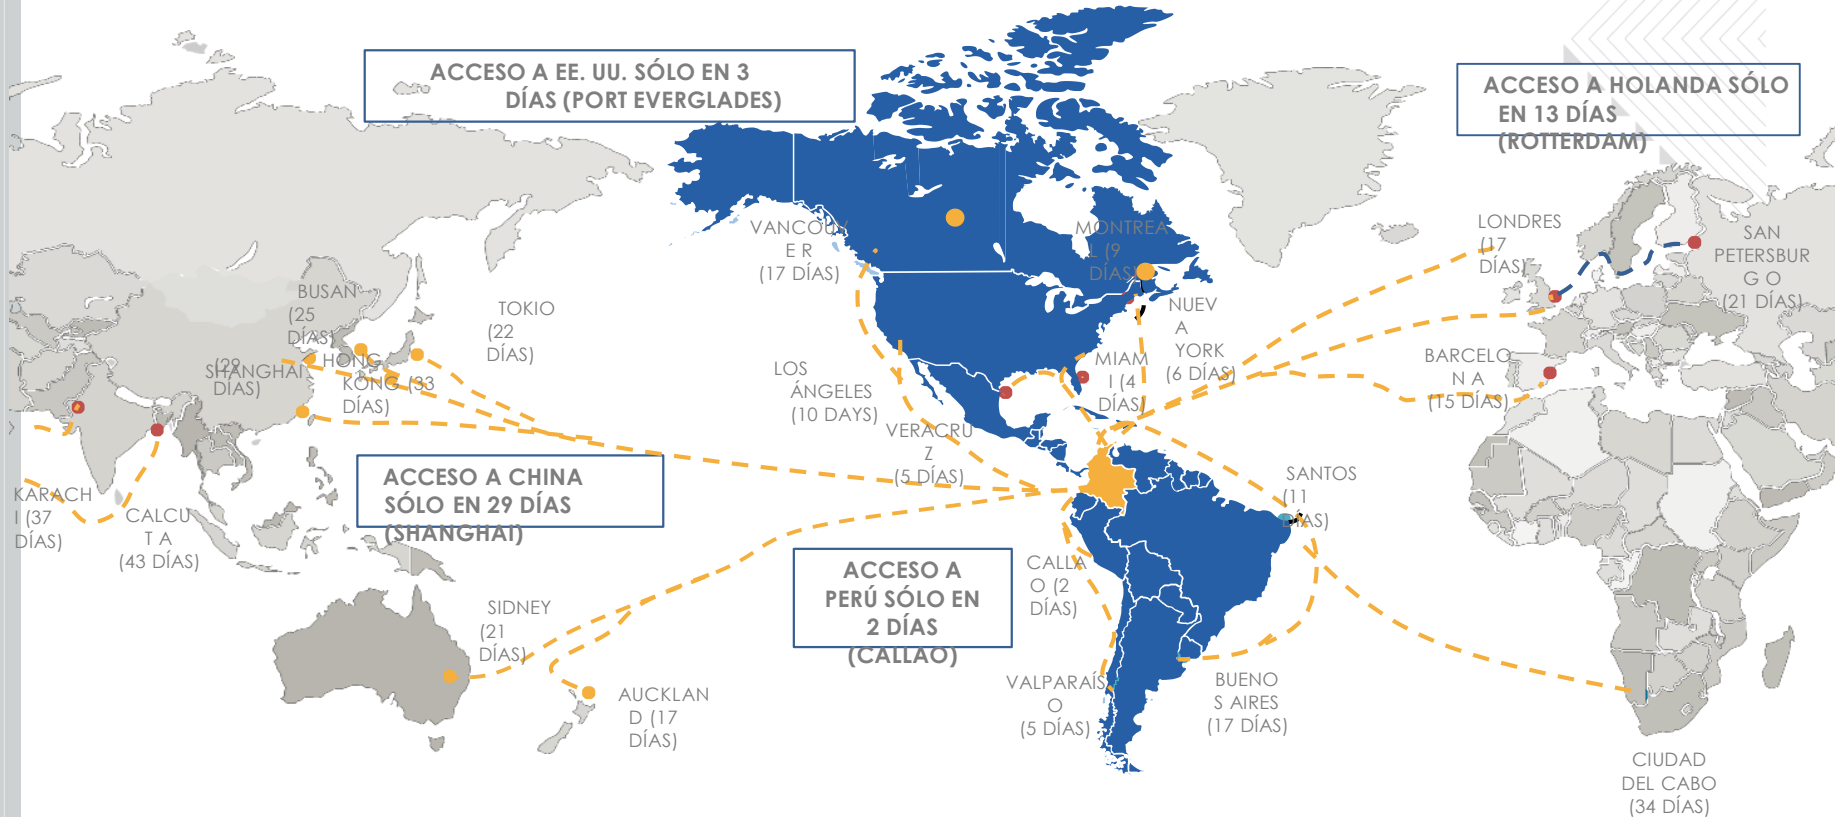 ACCESO A EE. UU. SÓLO EN 3
DÍAS (PORT EVERGLADES)
ACCESO A HOLANDA SÓLO
EN 13 DÍAS
(ROTTERDAM)
VANCOUV
E R
(17 DÍAS)
MONTREA
L (9
DÍAS)
LONDRES
(17
DÍAS)
SAN
PETERSBUR
G O
(21 DÍAS)
BUSAN
(25
DÍAS)
TOKIO
(22
DÍAS)
NUEV
A
YORK
(6 DÍAS)
SHANGHAI
(29
DÍAS)
HONG
KONG (33
DÍAS)
LOS
ÁNGELES
(10 DAYS)
MIAM
I (4
DÍAS)
BARCELO
N A
(15 DÍAS)
VERACRU
Z
(5 DÍAS)
ACCESO A CHINA
SÓLO EN 29 DÍAS
(SHANGHAI)
KARACH
I (37
DÍAS)
CALCU
T A
(43 DÍAS)
SANTOS
(11
DÍAS)
ACCESO A
PERÚ SÓLO EN
2 DÍAS
(CALLAO)
CALLA
O (2
DÍAS)
SIDNEY
(21
DÍAS)
AUCKLAN
D (17
DÍAS)
VALPARAÍS
O
(5 DÍAS)
BUENO
S AIRES
(17 DÍAS)
CIUDAD
DEL CABO
(34 DÍAS)